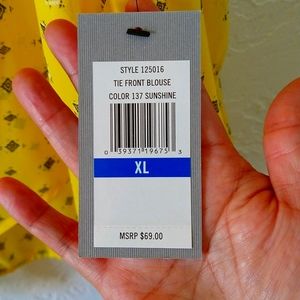 STYLE 125016
TIE FRONT BLOUSE
COLOR 137 SUNSHINE
0 39371 19675 3
XL
MSRP $69.00